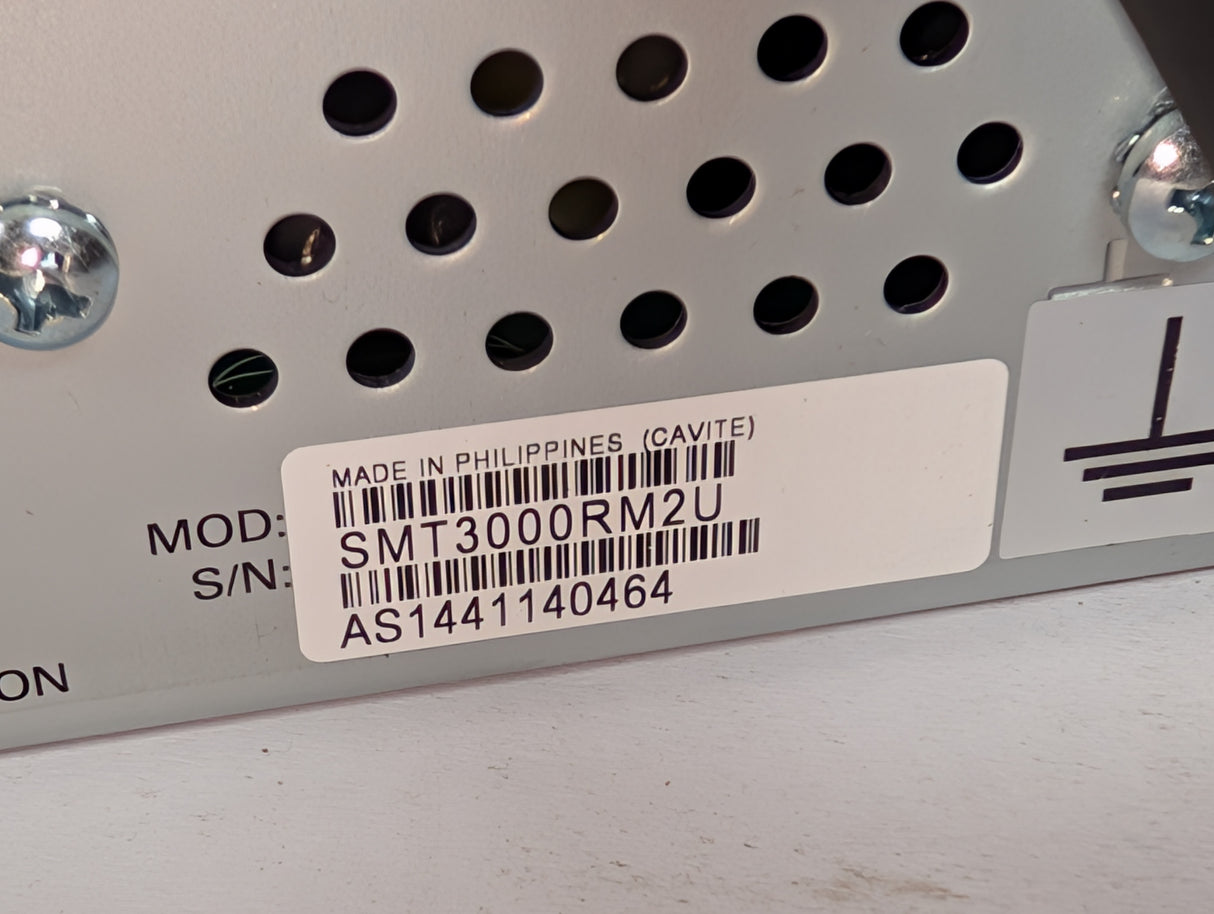 MADE IN PHILIPPINES (CAVITE)
MOD: SMT3000RM2U
S/N: AS1441140464
ON